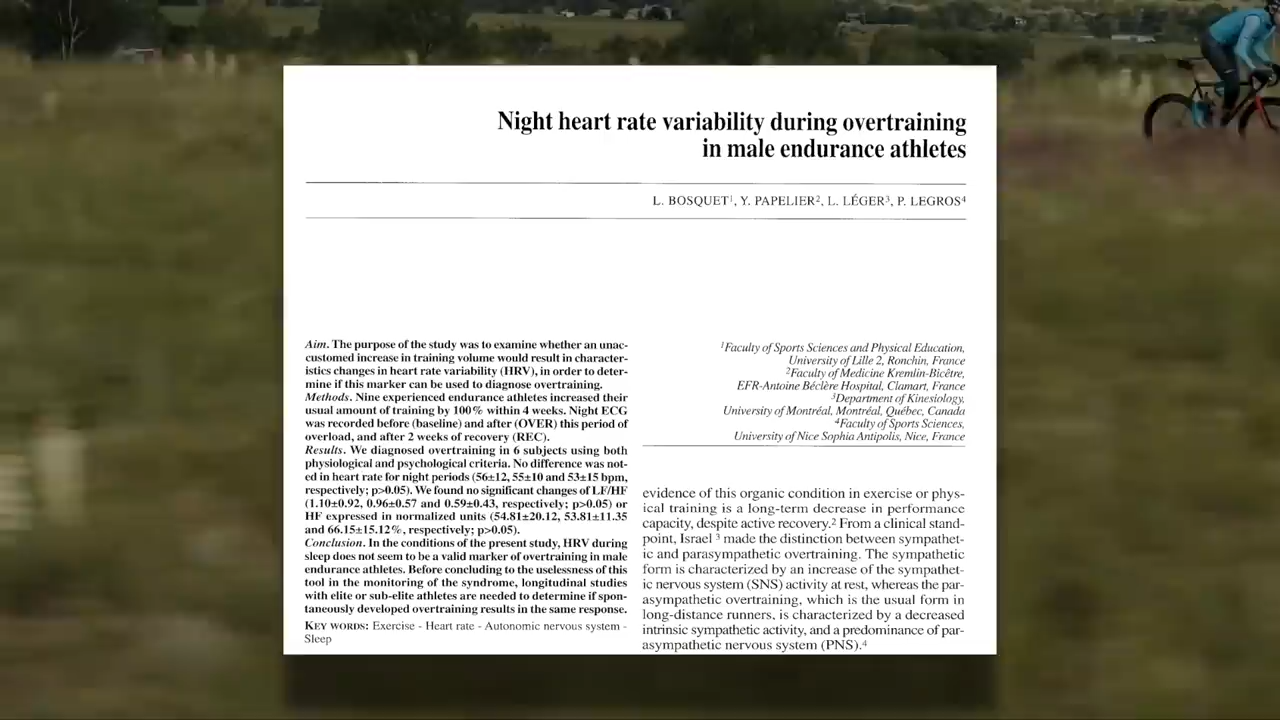 Night heart rate variability during overtraining
in male endurance athletes
L. BOSQUET¹, Y. PAPELIER², L. LÉGER³, P. LEGROS⁴
Aim. The purpose of the study was to examine whether an unac-
customed increase in training volume would result in character-
istics changes in heart rate variability (HRV), in order to deter-
mine if this marker can be used to diagnose overtraining.
Methods. Nine experienced endurance athletes increased their
usual amount of training by 100% within 4 weeks. Night ECG
was recorded before (baseline) and after (OVER) this period of
overload, and after 2 weeks of recovery (REC).
Results. We diagnosed overtraining in 6 subjects using both
physiological and psychological criteria. No difference was not-
ed in heart rate for night periods (56±12, 55±10 and 53±15 bpm,
respectively; p>0.05). We found no significant changes of LF/HF
(1.10±0.92, 0.96±0.57 and 0.59±0.43, respectively; p>0.05) or
HF expressed in normalized units (54.81±20.12, 53.81±11.35
and 66.15±15.12%, respectively; p>0.05).
Conclusion. In the conditions of the present study, HRV during
sleep does not seem to be a valid marker of overtraining in male
endurance athletes. Before concluding to the uselessness of this
tool in the monitoring of the syndrome, longitudinal studies
with elite or sub-elite athletes are needed to determine if spon-
taneously developed overtraining results in the same response.
KEY WORDS: Exercise - Heart rate - Autonomic nervous system -
Sleep
¹Faculty of Sports Sciences and Physical Education,
University of Lille 2, Ronchin, France
²Faculty of Medicine Kremlin-Bicêtre,
EFR-Antoine Béclère Hospital, Clamart, France
³Department of Kinesiology,
University of Montréal, Montréal, Québec, Canada
⁴Faculty of Sports Sciences,
University of Nice Sophia Antipolis, Nice, France
evidence of this organic condition in exercise or phys-
ical training is a long-term decrease in performance
capacity, despite active recovery.² From a clinical stand-
point, Israel ³ made the distinction between sympathet-
ic and parasympathetic overtraining. The sympathetic
form is characterized by an increase of the sympathet-
ic nervous system (SNS) activity at rest, whereas the par-
asympathetic overtraining, which is the usual form in
long-distance runners, is characterized by a decreased
intrinsic sympathetic activity, and a predominance of par-
asympathetic nervous system (PNS).⁴